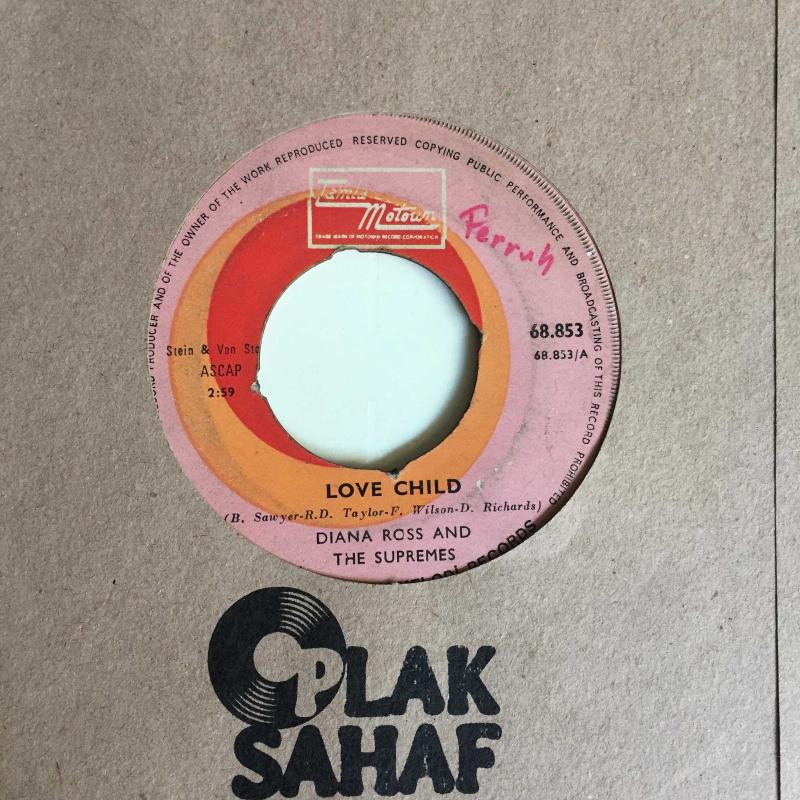 RECORD PRODUCER AND OF THE OWNER OF THE WORK REPRODUCED RESERVED COPYING PUBLIC PERFORMANCE AND BROADCASTING OF THIS RECORD PROHIBITED
Tamla
Motown
TRADE MARK OF MOTOWN RECORD CORPORATION
Ferruh
68.853
68.853/A
Stein & Van
ASCAP
2:59
LOVE CHILD
(B. Sawyer-R.D. Taylor-F. Wilson-D. Richards)
DIANA ROSS AND
THE SUPREMES
RECORDS
PLAK
SAHAF